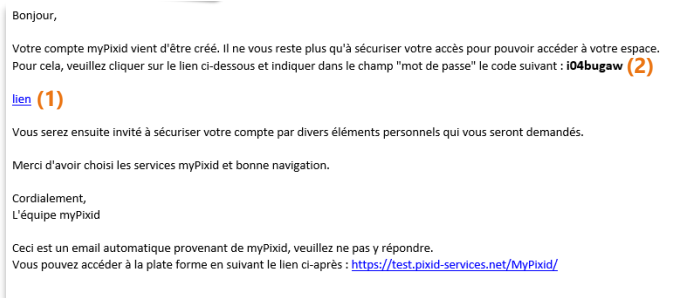 Bonjour,
Votre compte myPixid vient d'être créé. Il ne vous reste plus qu'à sécuriser votre accès pour pouvoir accéder à votre espace.
Pour cela, veuillez cliquer sur le lien ci-dessous et indiquer dans le champ "mot de passe" le code suivant : i04bugaw (2)
lien (1)
Vous serez ensuite invité à sécuriser votre compte par divers éléments personnels qui vous seront demandés.
Merci d'avoir choisi les services myPixid et bonne navigation.
Cordialement,
L'équipe myPixid
Ceci est un email automatique provenant de myPixid, veuillez ne pas y répondre.
Vous pouvez accéder à la plate forme en suivant le lien ci-après : https://test.pixid-services.net/MyPixid/